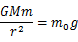 GMm/r² = m₀g